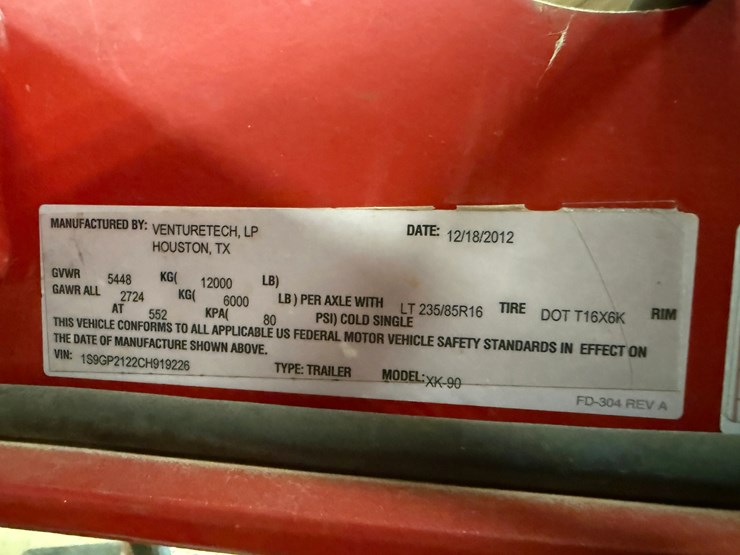 MANUFACTURED BY: VENTURETECH, LP DATE: 12/18/2012
HOUSTON, TX
GVWR 5448 KG( 12000 LB)
GAWR ALL 2724 KG( 6000 LB ) PER AXLE WITH LT 235/85R16 TIRE DOT T16X6K RIM
AT 552 KPA( 80 PSI) COLD SINGLE
THIS VEHICLE CONFORMS TO ALL APPLICABLE US FEDERAL MOTOR VEHICLE SAFETY STANDARDS IN EFFECT ON
THE DATE OF MANUFACTURE SHOWN ABOVE.
VIN: 1S9GP2122CH919226 TYPE: TRAILER MODEL: XK-90
FD-304 REV A